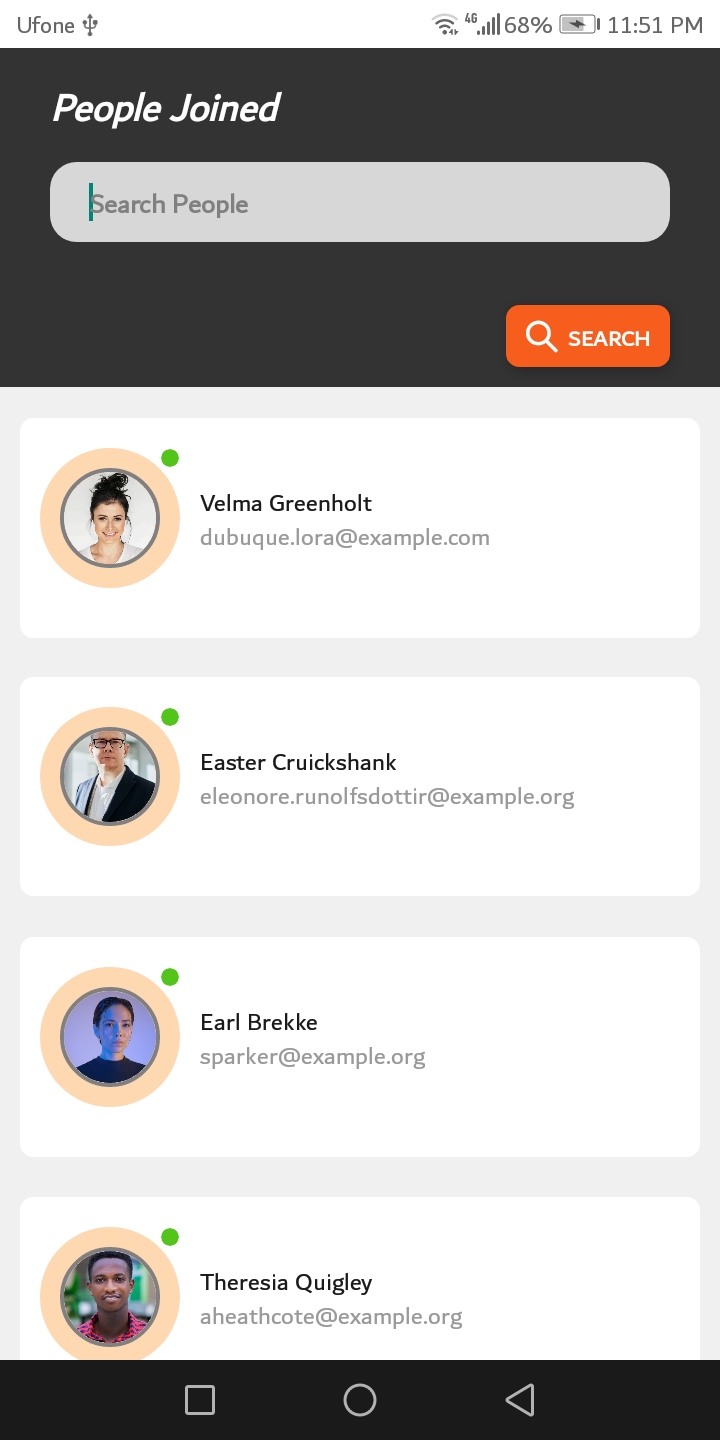 Ufone 4G 68% 11:51 PM
People Joined
Search People
SEARCH
Velma Greenholt
dubuque.lora@example.com
Easter Cruickshank
eleonore.runolfsdottir@example.org
Earl Brekke
sparker@example.org
Theresia Quigley
aheathcote@example.org